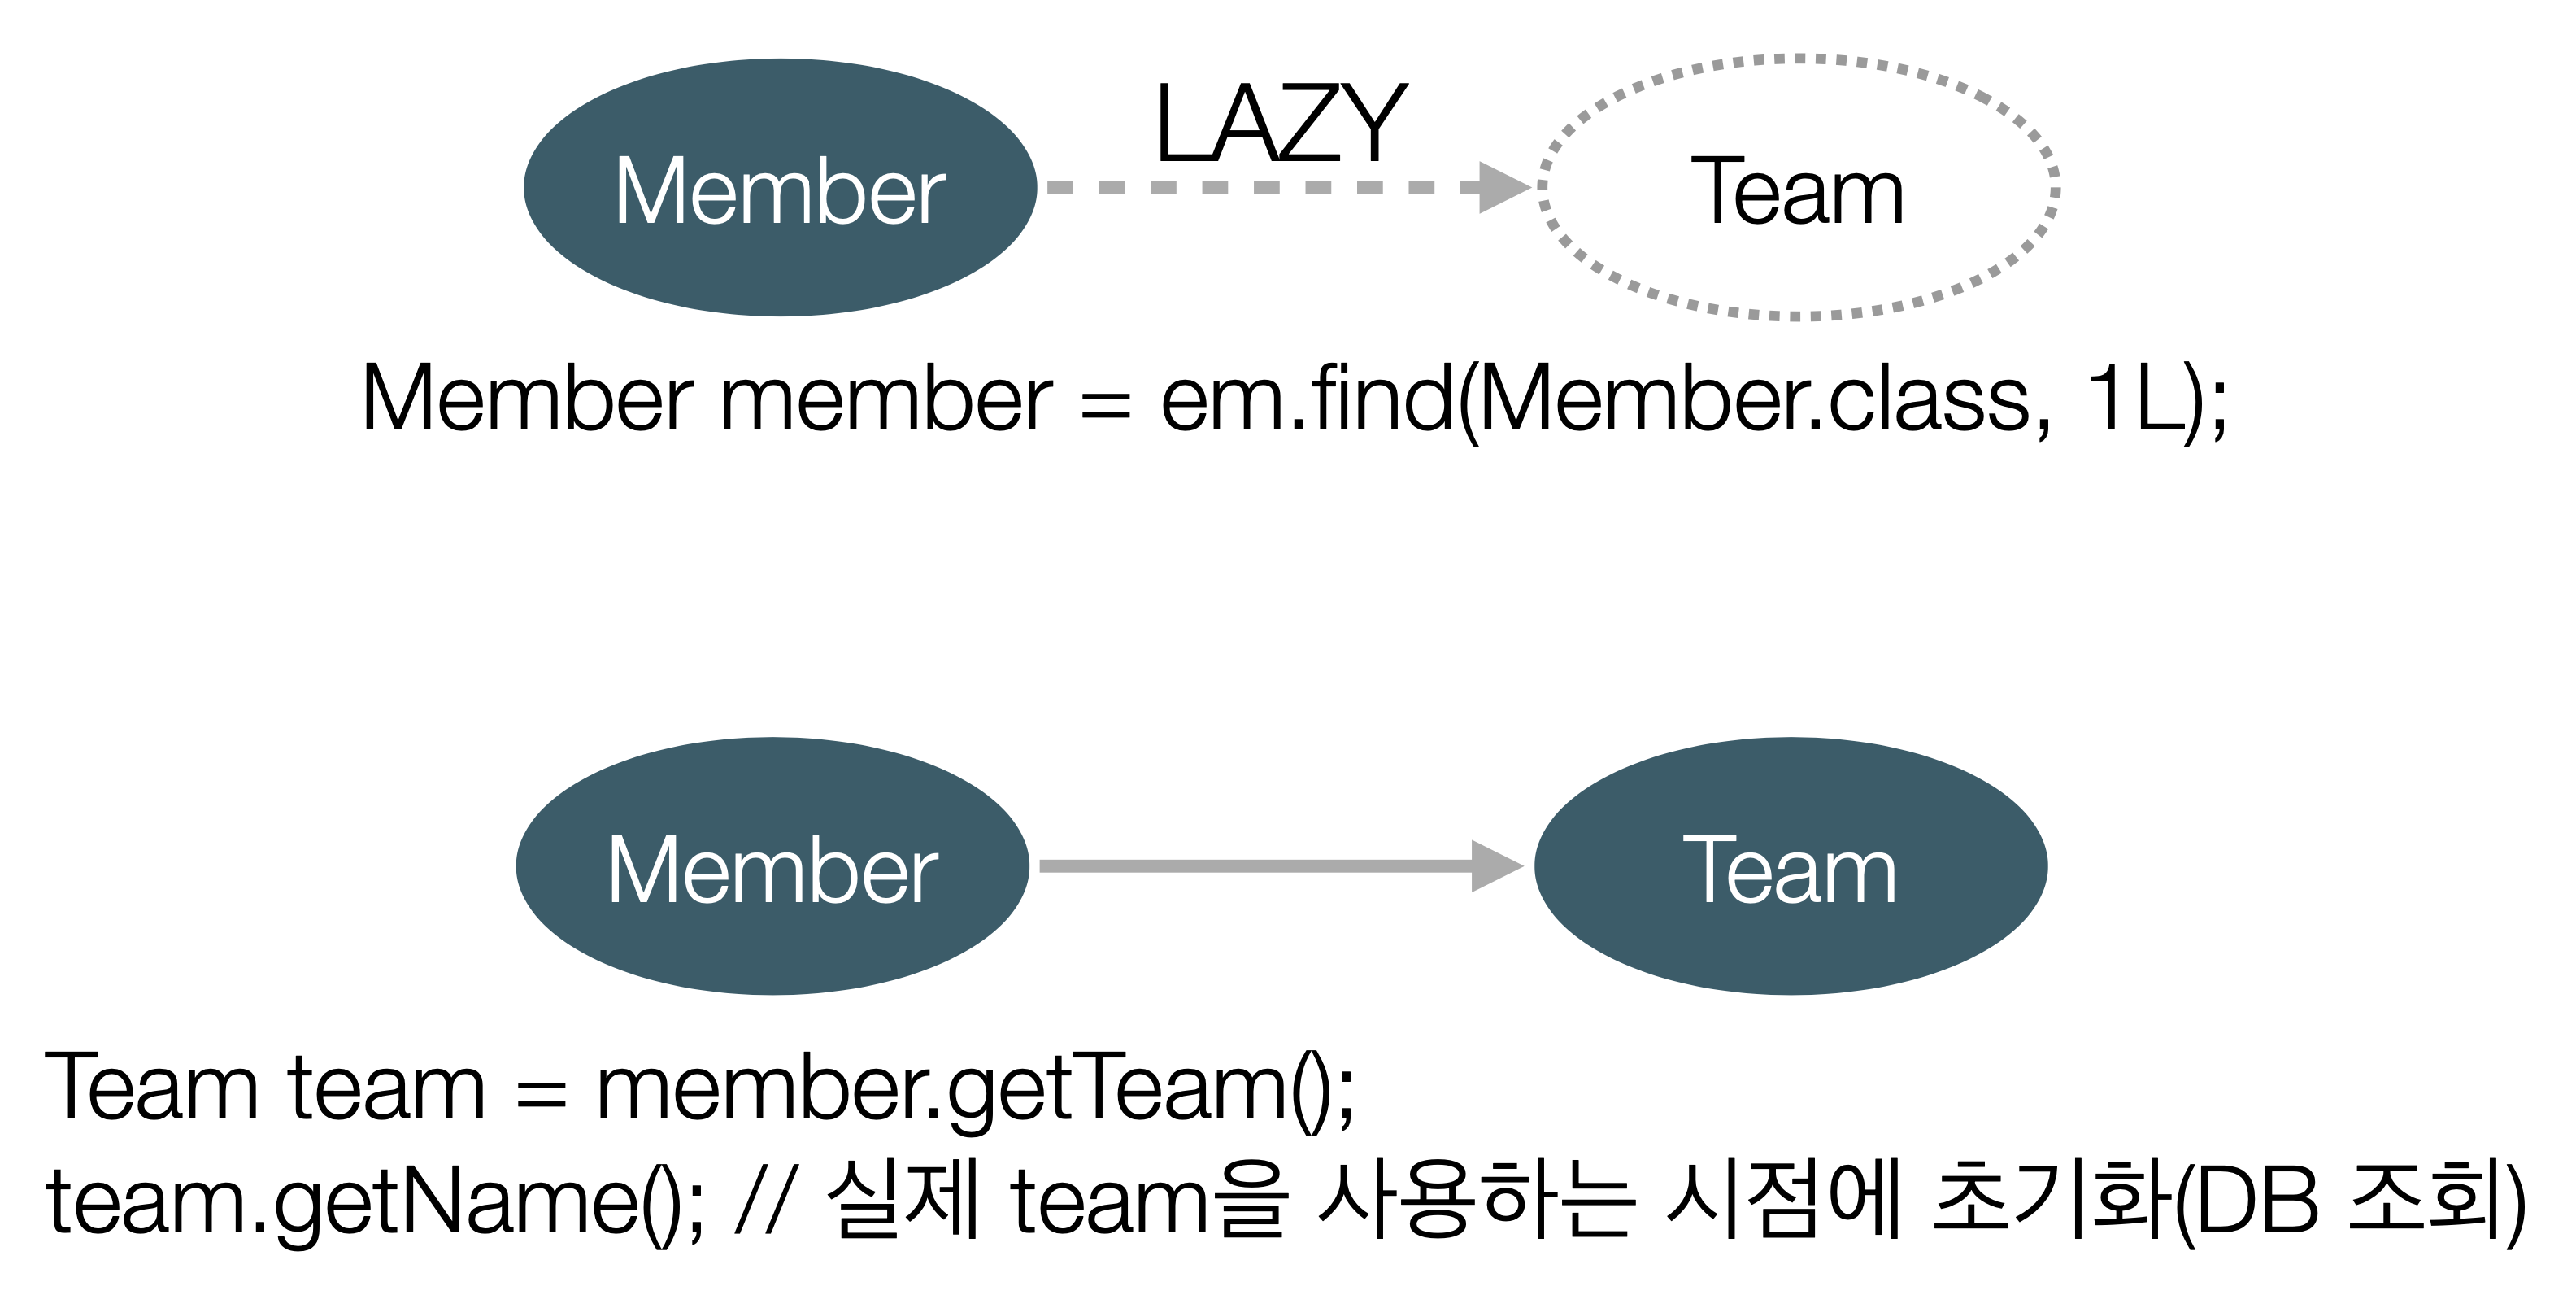 LAZY
Member
Team
Member member = em.find(Member.class, 1L);
Member
Team
Team team = member.getTeam();
team.getName(); // 실제 team을 사용하는 시점에 초기화(DB 조회)